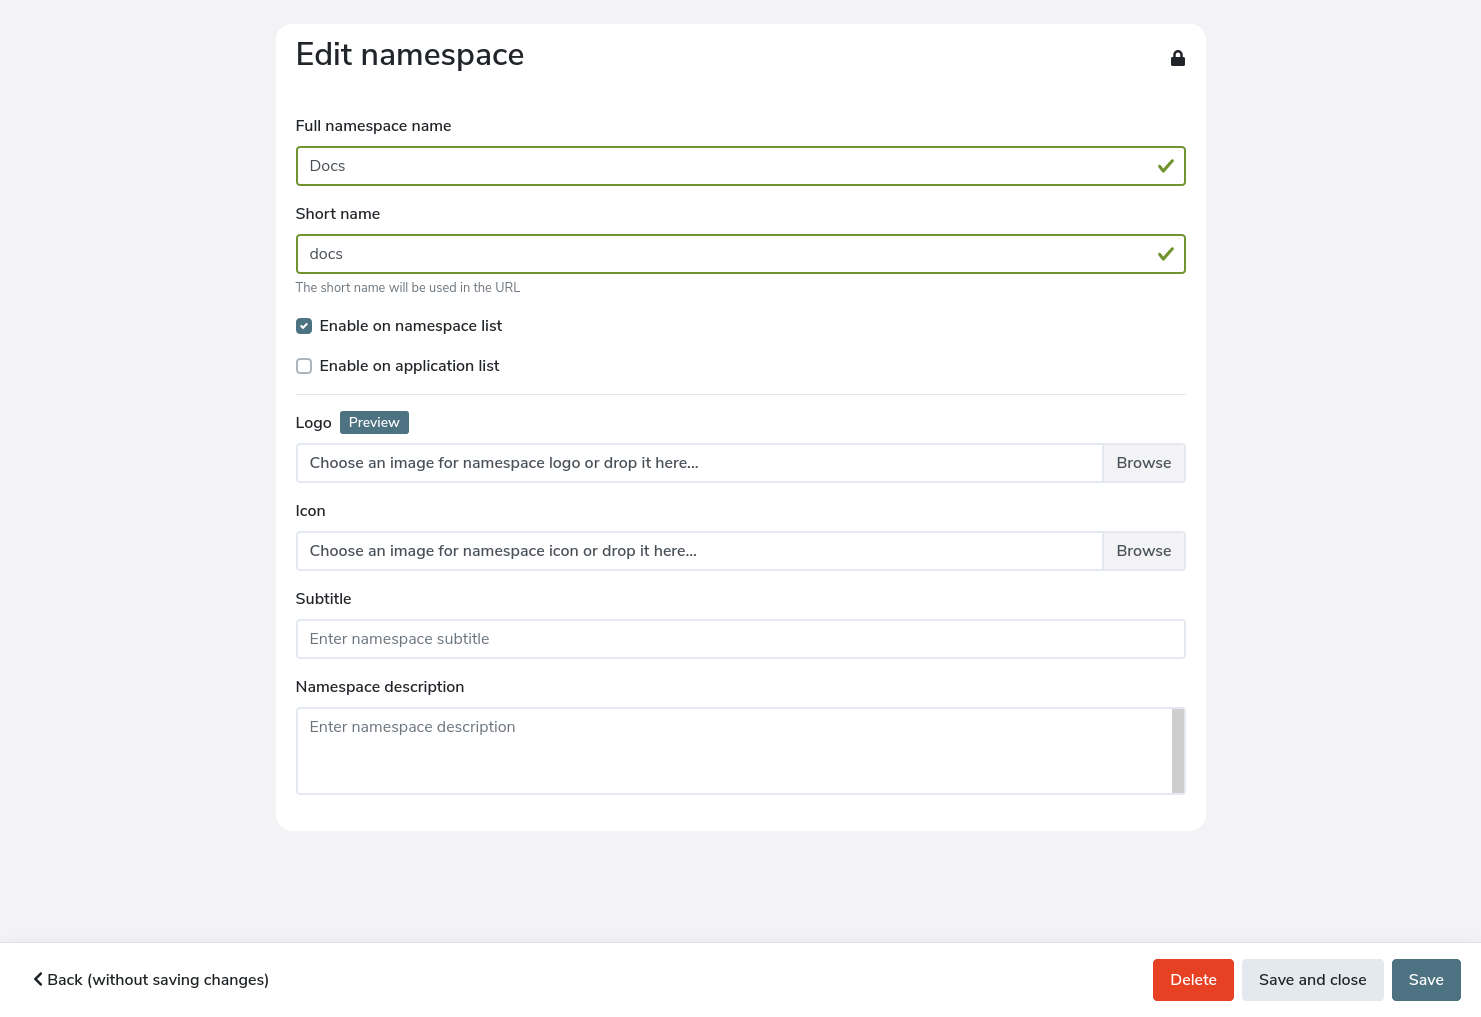 Edit namespace
Full namespace name
Docs
Short name
docs
The short name will be used in the URL
Enable on namespace list
Enable on application list
Logo Preview
Choose an image for namespace logo or drop it here... Browse
Icon
Choose an image for namespace icon or drop it here... Browse
Subtitle
Enter namespace subtitle
Namespace description
Enter namespace description
Back (without saving changes) Delete Save and close Save